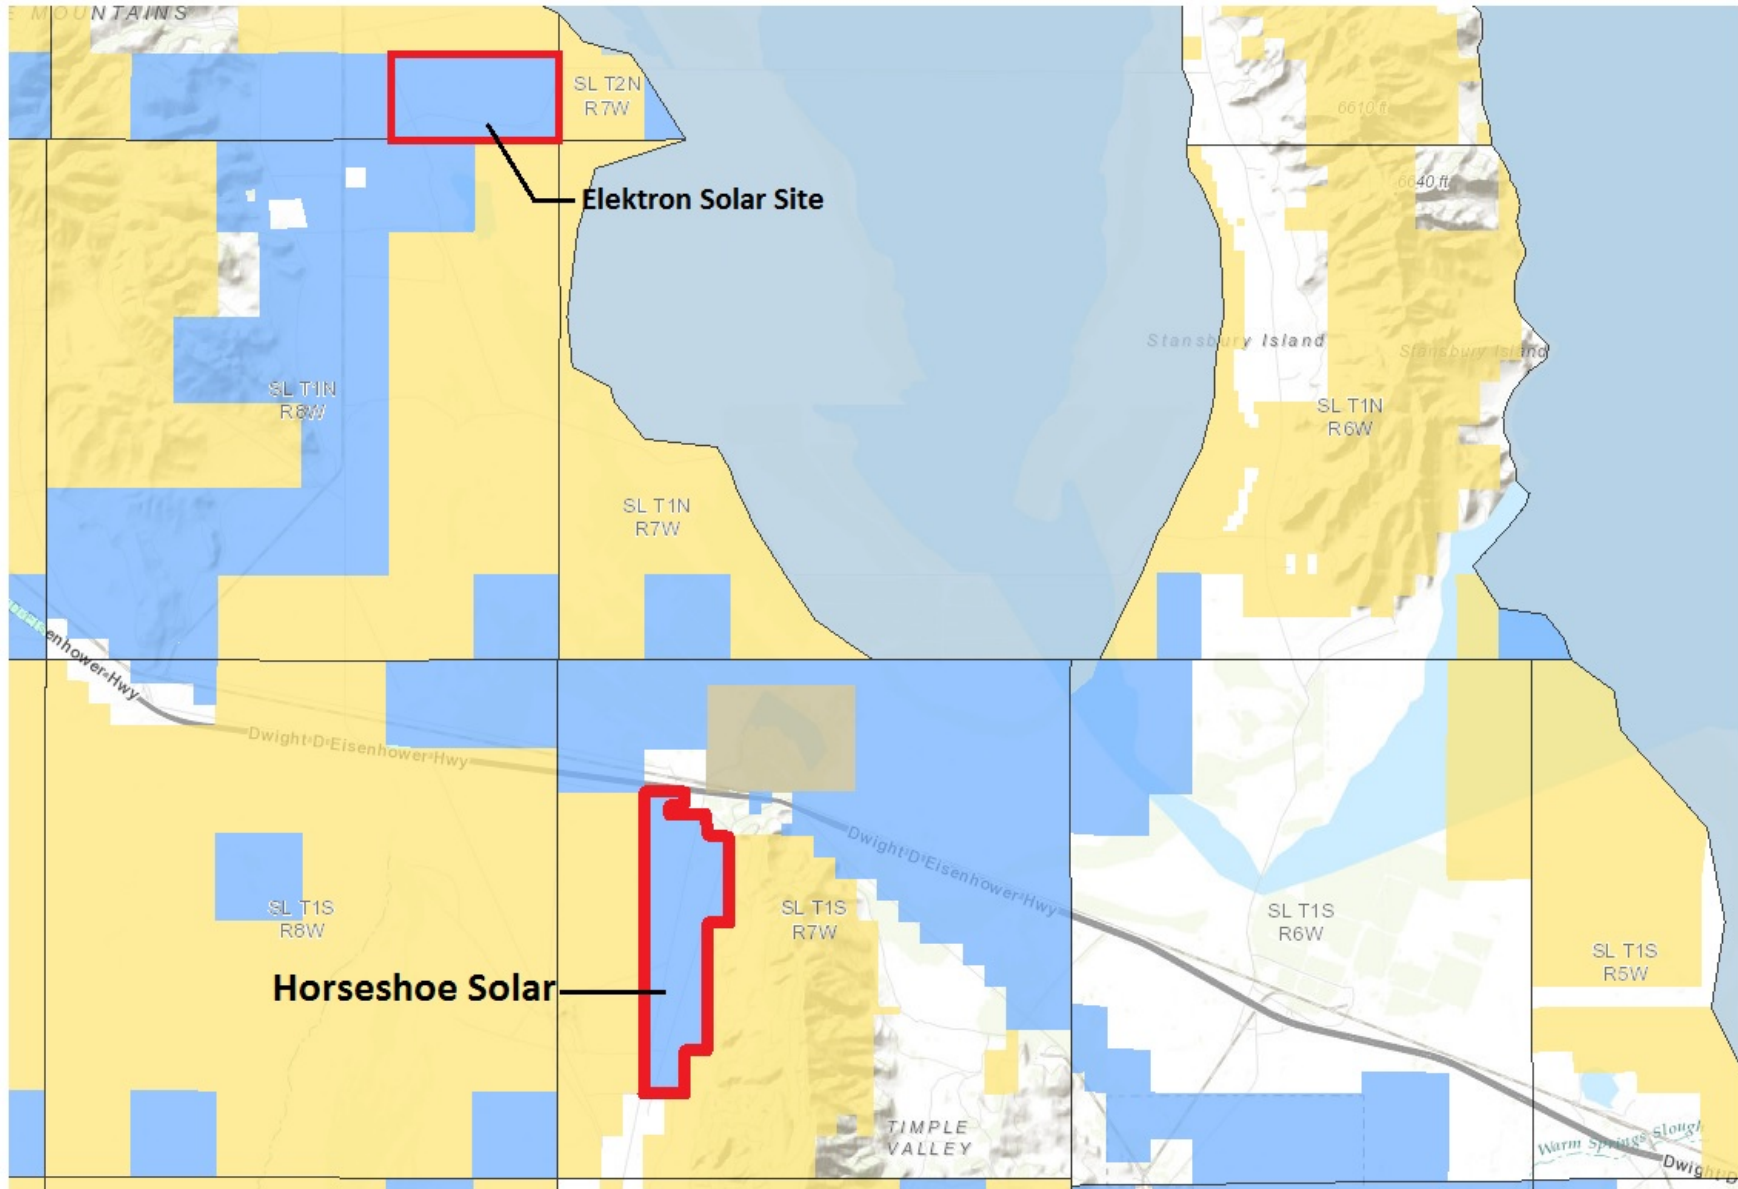 E MOUNTAINS
SL T2N
R7W
6610 ft
6640 ft
Elektron Solar Site
Stansbury Island
Stansbury Island
SL T1N
R8W
SL T1N
R6W
SL T1N
R7W
enhower Hwy
Dwight D Eisenhower Hwy
Dwight D Eisenhower Hwy
SL T1S
R8W
SL T1S
R7W
SL T1S
R6W
SL T1S
R5W
Horseshoe Solar
TIMPLE
VALLEY
Warm Springs Slough
Dwight D